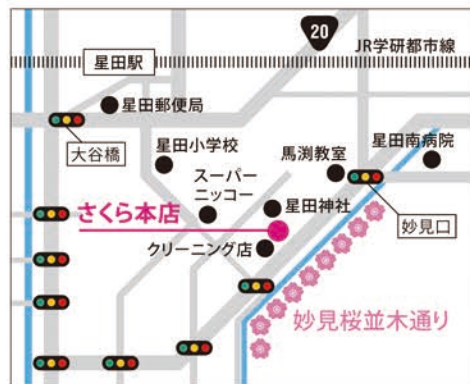 20
JR学研都市線
星田駅
星田郵便局
大谷橋
星田小学校
スーパー
ニッコー
馬渕教室
星田南病院
妙見口
さくら本店
星田神社
クリーニング店
妙見桜並木通り